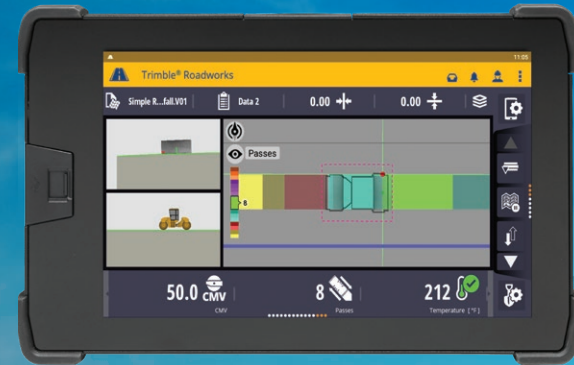 11:05
Trimble® Roadworks
Simple R...fall.V01
Data 2
0.00
0.00
Passes
8
50.0 CMV
CMV
8
Passes
212
Temperature [°F]